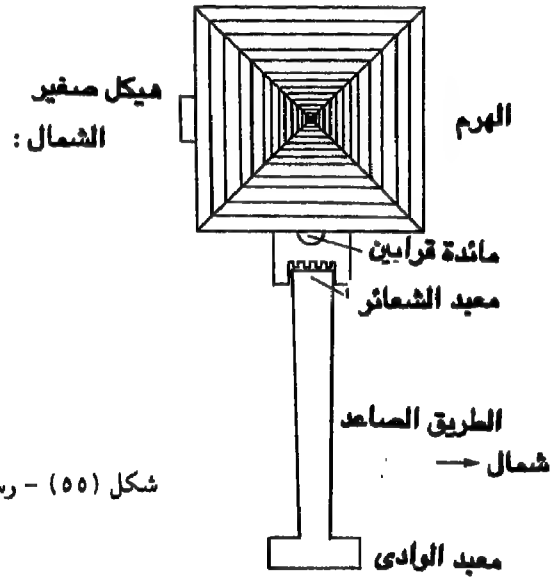 هيكل صغير
الشمال :
الهرم
مائدة قرابين
معبد الشعائر
الطريق الصاعد
شمال
شكل (٥٥) -
معبد الوادى